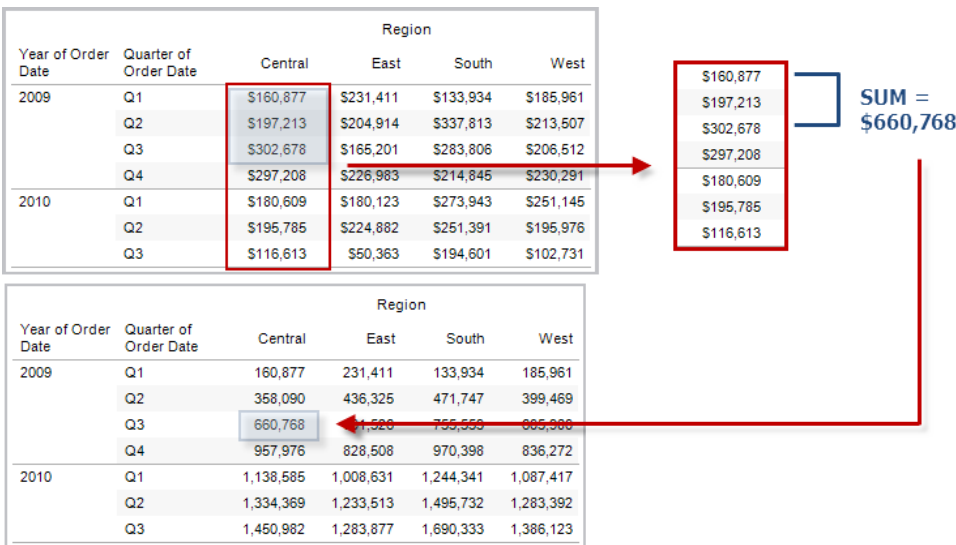 Region
Year of Order Date Quarter of Order Date Central East South West
2009 Q1 $160,877 $231,411 $133,934 $185,961
Q2 $197,213 $204,914 $337,813 $213,507
Q3 $302,678 $165,201 $283,806 $206,512
Q4 $297,208 $226,983 $214,845 $230,291
2010 Q1 $180,609 $180,123 $273,943 $251,145
Q2 $195,785 $224,882 $251,391 $195,976
Q3 $116,613 $50,363 $194,601 $102,731
$160,877
$197,213
$302,678
$297,208
$180,609
$195,785
$116,613
SUM =
$660,768
Region
Year of Order Date Quarter of Order Date Central East South West
2009 Q1 160,877 231,411 133,934 185,961
Q2 358,090 436,325 471,747 399,469
Q3 660,768 755,553
Q4 957,976 828,508 970,398 836,272
2010 Q1 1,138,585 1,008,631 1,244,341 1,087,417
Q2 1,334,369 1,233,513 1,495,732 1,283,392
Q3 1,450,982 1,283,877 1,690,333 1,386,123